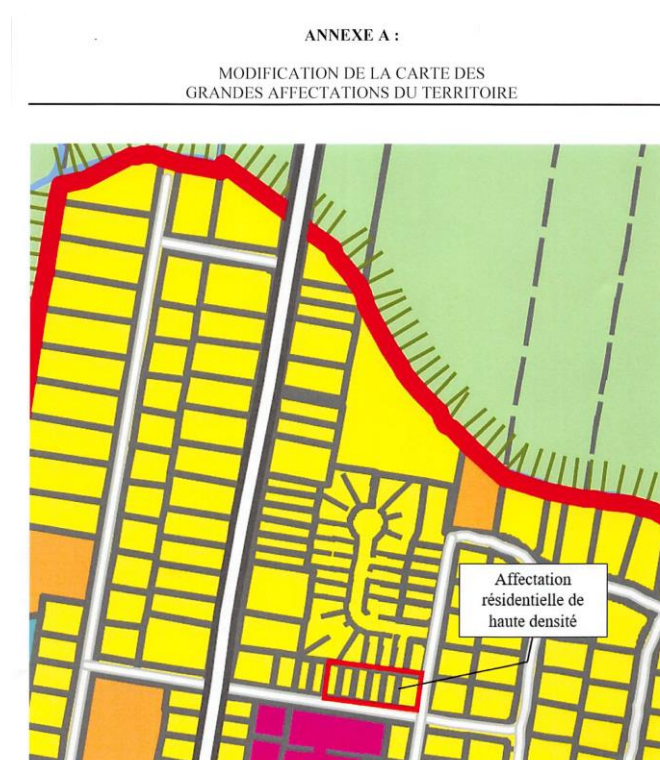 ANNEXE A :
MODIFICATION DE LA CARTE DES
GRANDES AFFECTATIONS DU TERRITOIRE
Affectation
résidentielle de
haute densité